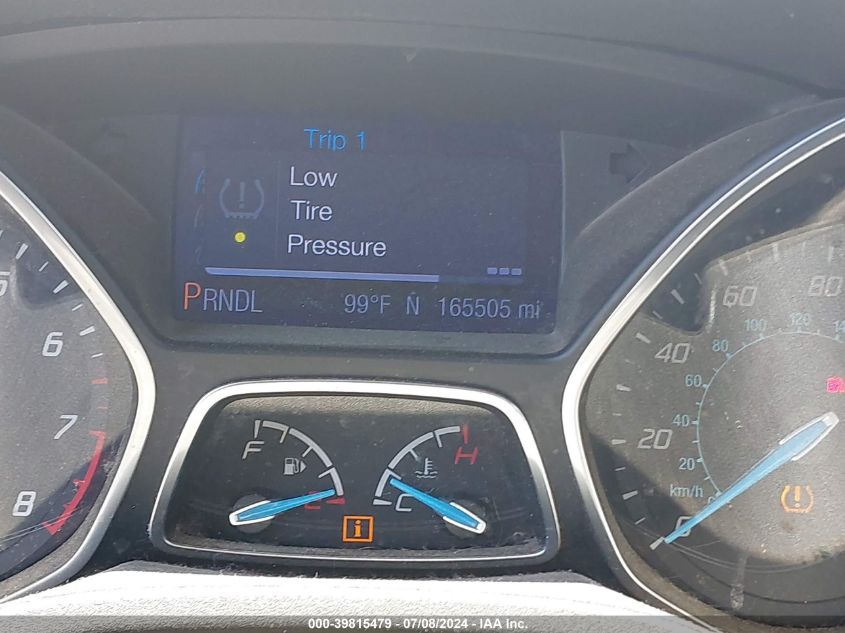 Trip 1
Low
Tire
Pressure
PRNDL 99°F N 165505 mi
5
6
7
8
F
E
H
C
i
0
20
40
60
80
km/h
20
40
60
80
100
120
000-39815479 / 07/08/2024 - IAA Inc.